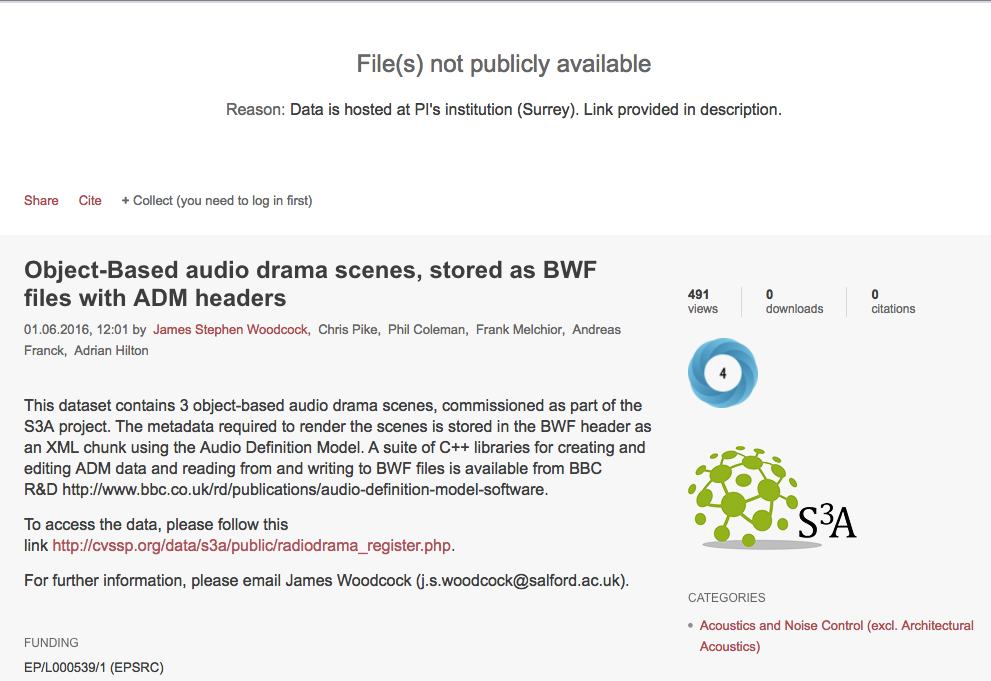 File(s) not publicly available
Reason: Data is hosted at PI's institution (Surrey). Link provided in description.
Share Cite + Collect (you need to log in first)
Object-Based audio drama scenes, stored as BWF
files with ADM headers
01.06.2016, 12:01 by James Stephen Woodcock, Chris Pike, Phil Coleman, Frank Melchior, Andreas
Franck, Adrian Hilton
This dataset contains 3 object-based audio drama scenes, commissioned as part of the
S3A project. The metadata required to render the scenes is stored in the BWF header as
an XML chunk using the Audio Definition Model. A suite of C++ libraries for creating and
editing ADM data and reading from and writing to BWF files is available from BBC
R&D http://www.bbc.co.uk/rd/publications/audio-definition-model-software.
To access the data, please follow this
link http://cvssp.org/data/s3a/public/radiodrama_register.php.
For further information, please email James Woodcock (j.s.woodcock@salford.ac.uk).
FUNDING
EP/L000539/1 (EPSRC)
491 0 0
views downloads citations
4
S³A
CATEGORIES
• Acoustics and Noise Control (excl. Architectural
Acoustics)